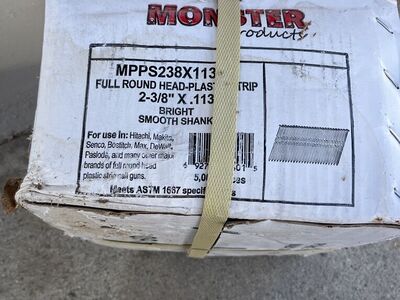 MONSTER
Products
MPPS238X113
FULL ROUND HEAD-PLAST STRIP
2-3/8" X .113
BRIGHT
SMOOTH SHANK
For use in: Hitachi, Makita,
Senco, Bostitch, Max, DeWalt,
Paslode, and many other major
brands of full round head
plastic strip nail guns.
Meets ASTM 1667
5